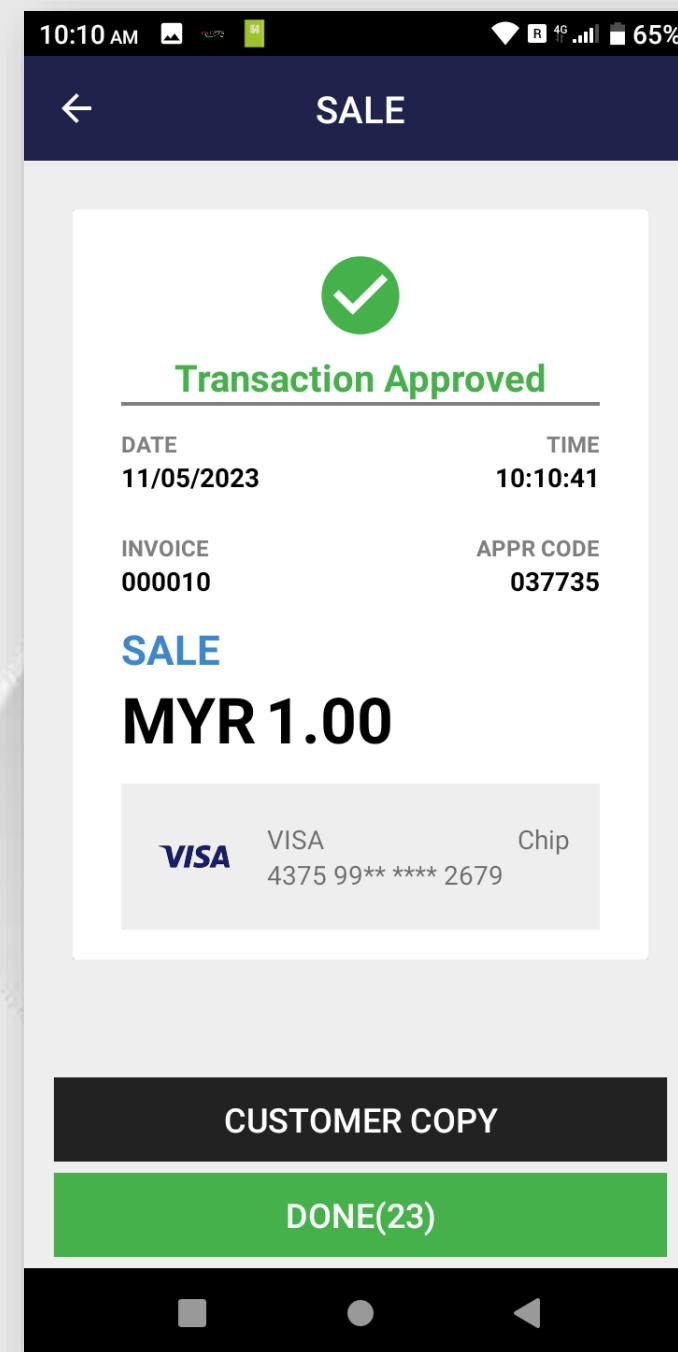 10:10 AM R 4G 65%
SALE
Transaction Approved
DATE TIME
11/05/2023 10:10:41
INVOICE APPR CODE
000010 037735
SALE
MYR 1.00
VISA VISA Chip
4375 99** **** 2679
CUSTOMER COPY
DONE(23)